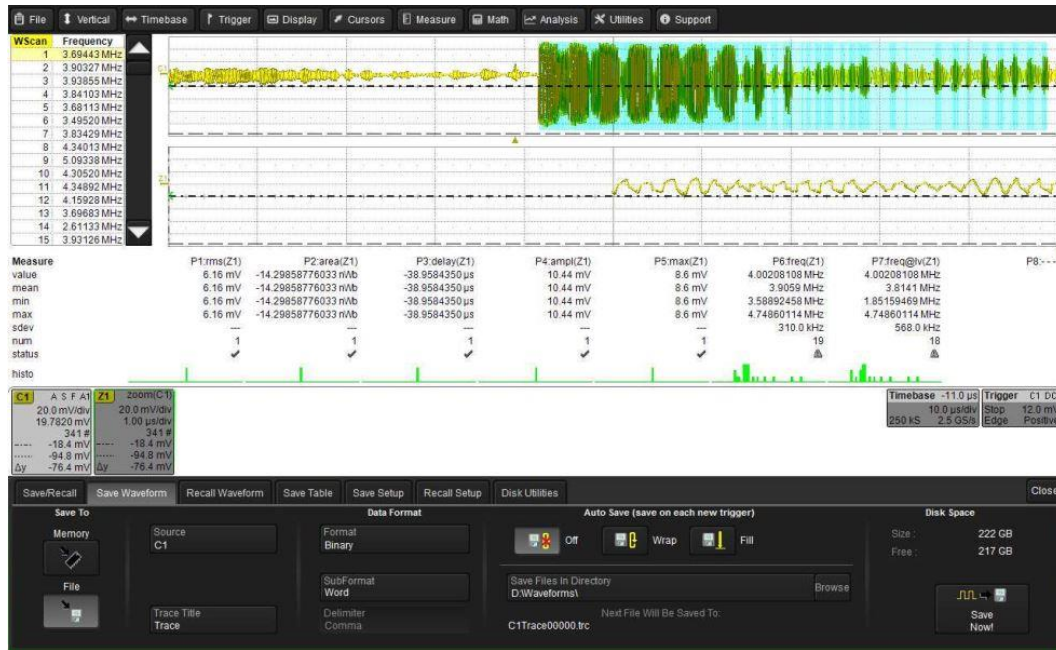 File Vertical Timebase Trigger Display Cursors Measure Math Analysis Utilities Support
WScan Frequency
1 3.69443 MHz
2 3.90327 MHz
3 3.93855 MHz
4 3.84103 MHz
5 3.68113 MHz
6 3.49520 MHz
7 3.83429 MHz
8 4.34013 MHz
9 5.09338 MHz
10 4.30520 MHz
11 4.34892 MHz
12 4.15928 MHz
13 3.69683 MHz
14 2.61133 MHz
15 3.93126 MHz
C1
Z1
Measure P1:rms(Z1) P2:area(Z1) P3:delay(Z1) P4:ampl(Z1) P5:max(Z1) P6:freq(Z1) P7:freq@lv(Z1) P8:---
value 6.16 mV -14.29858776033 nVb -38.9584350 µs 10.44 mV 8.6 mV 4.00208108 MHz 4.00208108 MHz
mean 6.16 mV -14.29858776033 nVb -38.9584350 µs 10.44 mV 8.6 mV 3.9059 MHz 3.8141 MHz
min 6.16 mV -14.29858776033 nVb -38.9584350 µs 10.44 mV 8.6 mV 3.58892458 MHz 1.85159469 MHz
max 6.16 mV -14.29858776033 nVb -38.9584350 µs 10.44 mV 8.6 mV 4.74860114 MHz 4.74860114 MHz
sdev --- --- --- --- --- 310.0 kHz 568.0 kHz
num 1 1 1 1 1 19 18
status
histo
C1 A S F A1 Z1 zoom(C1) Timebase -11.0 µs Trigger C1 DC
20.0 mV/div 20.0 mV/div 10.0 µs/div Stop 12.0 mV
19.7820 mV 1.00 µs/div 250 kS 2.5 GS/s Edge Positive
341 # 341 #
-18.4 mV -18.4 mV
-94.8 mV -94.8 mV
Δy -76.4 mV Δy -76.4 mV
Save/Recall Save Waveform Recall Waveform Save Table Save Setup Recall Setup Disk Utilities Close
Save To Data Format Auto Save (save on each new trigger) Disk Space
Memory
Source
C1
Format
Binary
Off Wrap Fill
Size : 222 GB
Free : 217 GB
File
SubFormat
Word
Save Files In Directory
D:\Waveforms\
Browse
Trace Title
Trace
Delimiter
Comma
Next File Will Be Saved To:
C1Trace00000.trc
Save
Now!